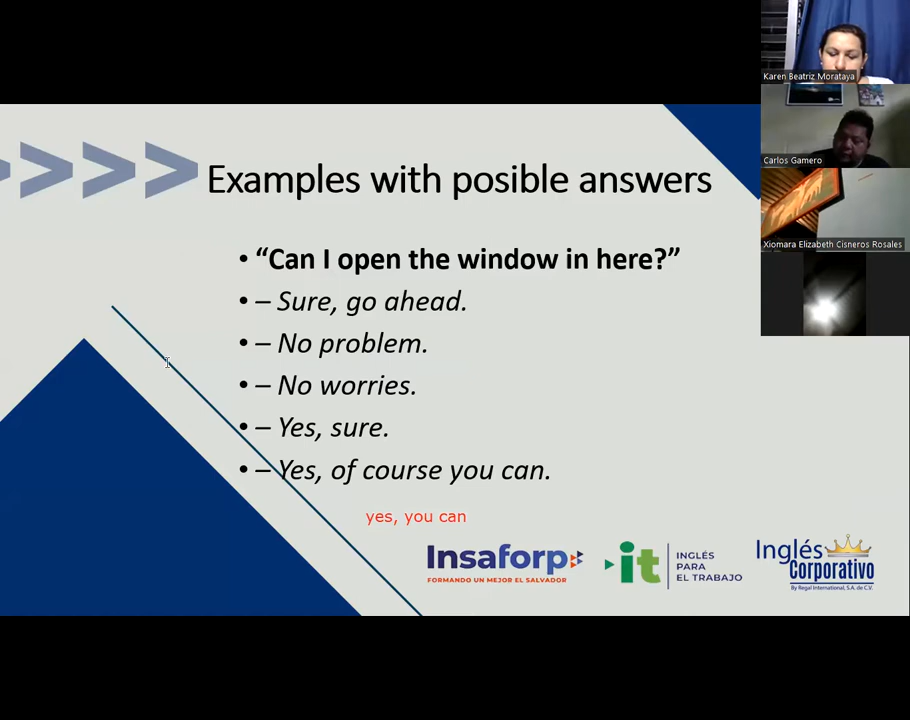 Karen Beatriz Morataya
Carlos Gamero
Xiomara Elizabeth Cisneros Rosales
Examples with posible answers
• “Can I open the window in here?”
• – Sure, go ahead.
• – No problem.
• – No worries.
• – Yes, sure.
• – Yes, of course you can.
yes, you can
Insaforp
FORMANDO UN MEJOR EL SALVADOR
it
INGLÉS
PARA
EL TRABAJO
Inglés
Corporativo
By Regal International, S.A. de C.V.